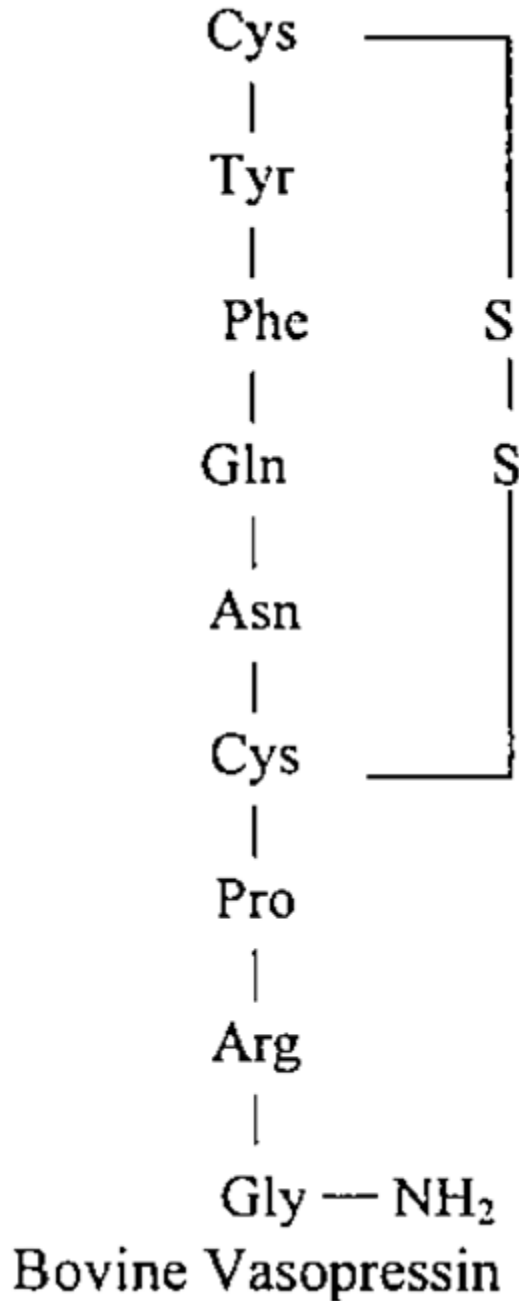 Cys
Tyr
Phe S
Gln S
Asn
Cys
Pro
Arg
Gly — NH₂
Bovine Vasopressin